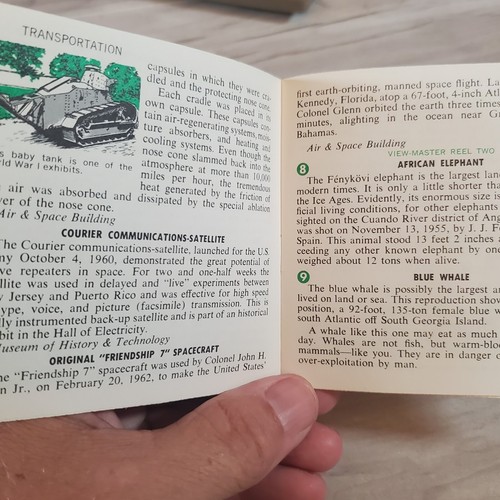 TRANSPORTATION
s baby tank is one of the
ld War I exhibits.
capsules in which they were cra-
dled and the protecting nose cone.
Each cradle was placed in its
own capsule. These capsules con-
tain air-regenerating systems, mois-
ture absorbers, and heating and
cooling systems. Even though the
nose cone slammed back into the
atmosphere at more than 10,000
miles per hour, the tremendous
heat generated by the friction of
air was absorbed and dissipated by the special ablation
er of the nose cone.
Air & Space Building
COURIER COMMUNICATIONS-SATELLITE
The Courier communications-satellite, launched for the U.S.
ny October 4, 1960, demonstrated the great potential of
ve repeaters in space. For two and one-half weeks the
llite was used in delayed and "live" experiments between
Jersey and Puerto Rico and was effective for high speed
type, voice, and picture (facsimile) transmission. This is
lly instrumented back-up satellite and is part of an historical
bit in the Hall of Electricity.
Museum of History & Technology
ORIGINAL "FRIENDSHIP 7" SPACECRAFT
he "Friendship 7" spacecraft was used by Colonel John H.
n Jr., on February 20, 1962, to make the United States'
first earth-orbiting, manned space flight. La
Kennedy, Florida, atop a 67-foot, 4-inch Atl
Colonel Glenn orbited the earth three times
minutes, alighting in the ocean near G
Bahamas.
Air & Space Building
VIEW-MASTER REEL TWO
8 AFRICAN ELEPHANT
The Fénykövi elephant is the largest land
modern times. It is only a little shorter tha
the Ice Ages. Evidently, its enormous size is
ficial living conditions, for other elephants
sighted on the Cuando River district of Ang
was shot on November 13, 1955, by J. J. F
Spain. This animal stood 13 feet 2 inches a
ceeding any other known elephant by one
weighed about 12 tons when alive.
9 BLUE WHALE
The blue whale is possibly the largest an
lived on land or sea. This reproduction show
position, a 92-foot, 135-ton female blue w
south Atlantic off South Georgia Island.
A whale like this one may eat as much
day. Whales are not fish, but warm-bloo
mammals—like you. They are in danger
over-exploitation by man.